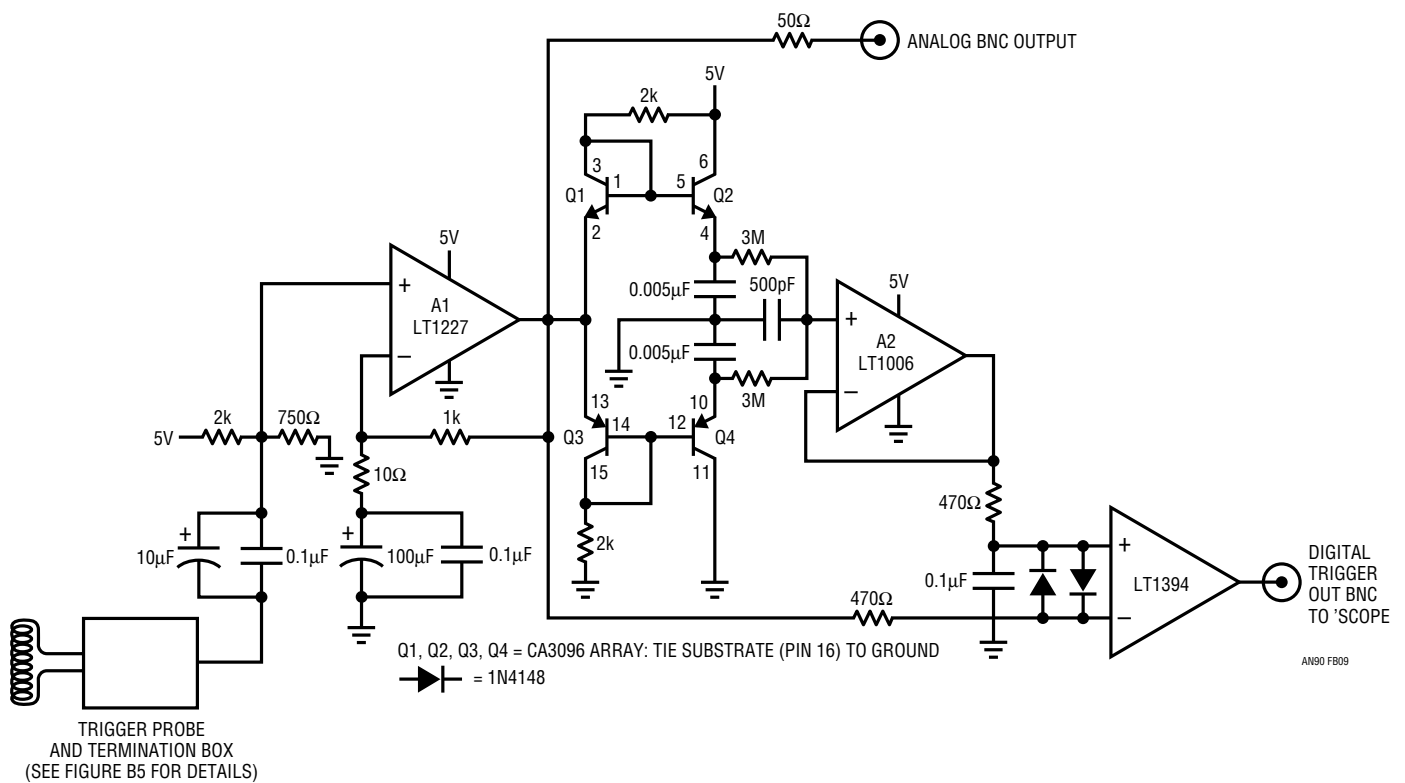 50Ω
ANALOG BNC OUTPUT
5V
2k
3
1
5
6
Q1
Q2
2
4
3M
5V
+
A1
LT1227
−
0.005µF
500pF
5V
+
A2
LT1006
−
0.005µF
3M
13
14
12
10
Q3
Q4
15
11
2k
750Ω
5V
1k
10Ω
470Ω
2k
+
10µF
0.1µF
+
100µF
0.1µF
0.1µF
+
LT1394
−
DIGITAL
TRIGGER
OUT BNC
TO 'SCOPE
470Ω
Q1, Q2, Q3, Q4 = CA3096 ARRAY: TIE SUBSTRATE (PIN 16) TO GROUND
= 1N4148
AN90 FB09
TRIGGER PROBE
AND TERMINATION BOX
(SEE FIGURE B5 FOR DETAILS)